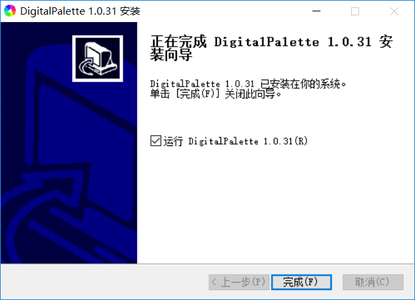 DigitalPalette 1.0.31 安装
正在完成 DigitalPalette 1.0.31 安
装向导
DigitalPalette 1.0.31 已安装在你的系统。
单击 [完成(F)] 关闭此向导。
运行 DigitalPalette 1.0.31(R)
< 上一步(P)
完成(F)
取消(C)